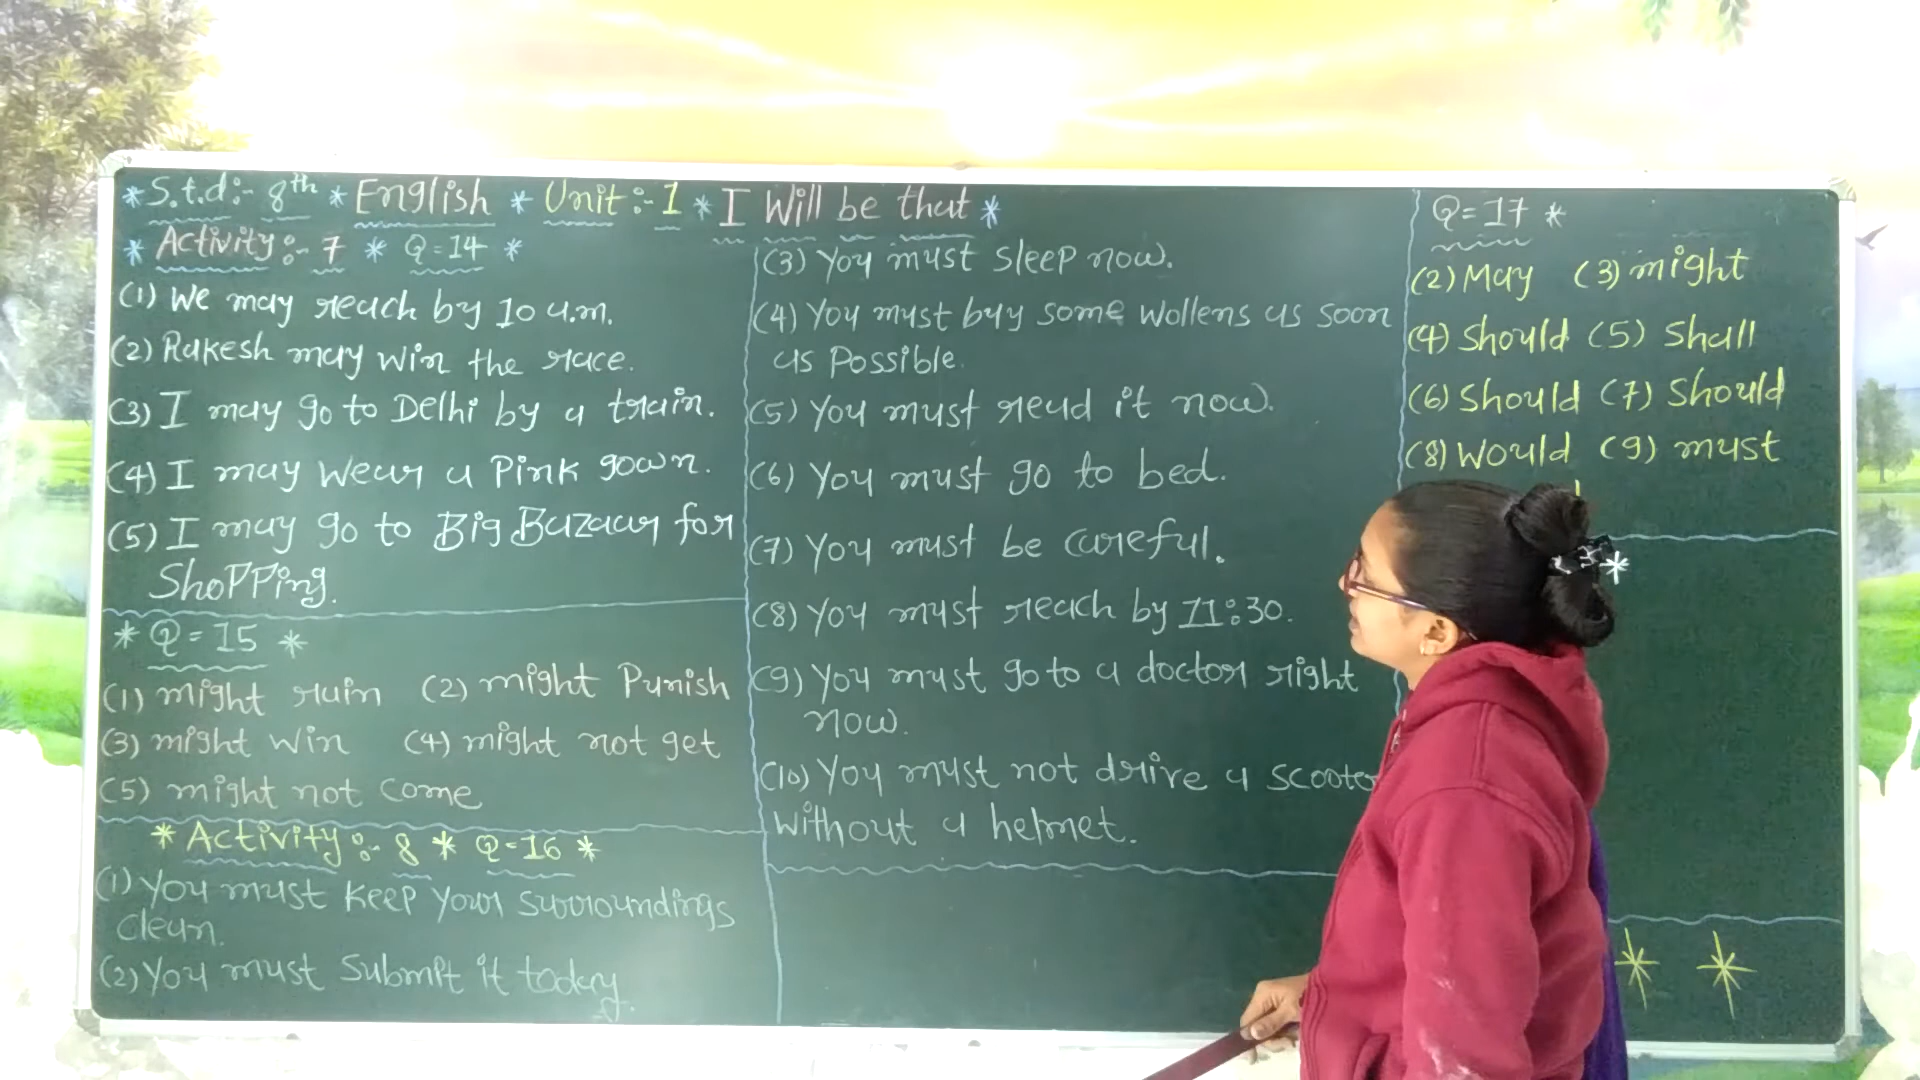 * S.t.d:- 8th * English * Unit:- 1 * I Will be that *
* Activity:- 7 * Q=14 *
(1) We may reach by 10 a.m.
(2) Rakesh may win the race.
(3) I may go to Delhi by a train.
(4) I may wear a Pink gown.
(5) I may go to Big Bazaar for
ShoPPing.
* Q=15 *
(1) might rain (2) might Punish
(3) might win (4) might not get
(5) might not come
* Activity:- 8 * Q=16 *
(1) You must keep your surroundings
clean.
(2) You must Submit it today.
(3) You must sleep now.
(4) You must buy some wollens as soon
as Possible.
(5) You must read it now.
(6) You must go to bed.
(7) You must be careful.
(8) You must reach by 11:30.
(9) You must go to a doctor right
now.
(10) You must not drive a scooter
without a helmet.
Q=17 *
(2) May (3) might
(4) Should (5) Shall
(6) Should (7) Should
(8) Would (9) must